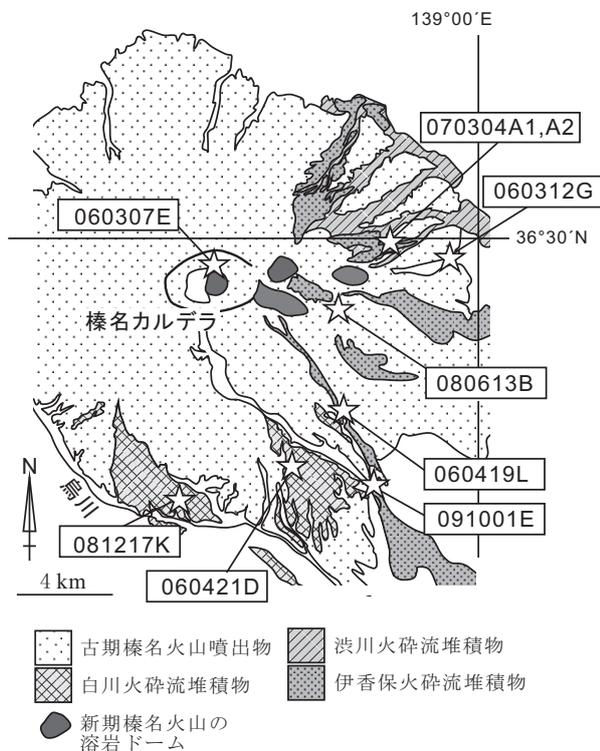 139°00′E
070304A1,A2
060312G
060307E
36°30′N
榛名カルデラ
080613B
N
烏川
060419L
091001E
081217K
060421D
4 km
古期榛名火山噴出物
渋川火砕流堆積物
白川火砕流堆積物
伊香保火砕流堆積物
新期榛名火山の
溶岩ドーム